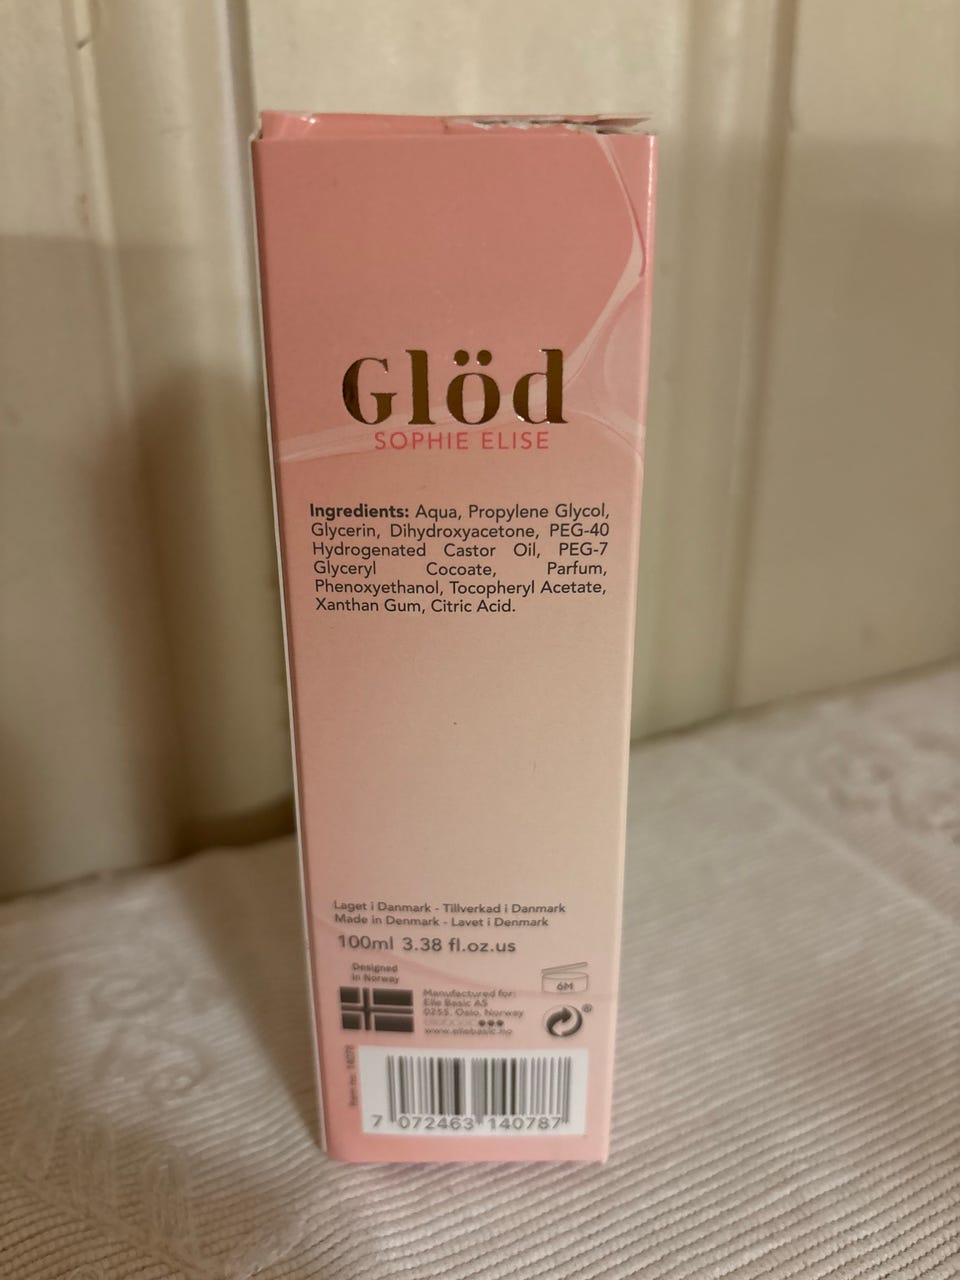 Glöd
SOPHIE ELISE
Ingredients: Aqua, Propylene Glycol,
Glycerin, Dihydroxyacetone, PEG-40
Hydrogenated Castor Oil, PEG-7
Glyceryl Cocoate, Parfum,
Phenoxyethanol, Tocopheryl Acetate,
Xanthan Gum, Citric Acid.
Laget i Danmark - Tillverkad i Danmark
Made in Denmark - Lavet i Denmark
100ml 3.38 fl.oz.us
Designed
in Norway
6M
Manufactured for:
Elle Basic AS
0255, Oslo, Norway
www.ellebasic.no
®
Item no:
7 072463 140787